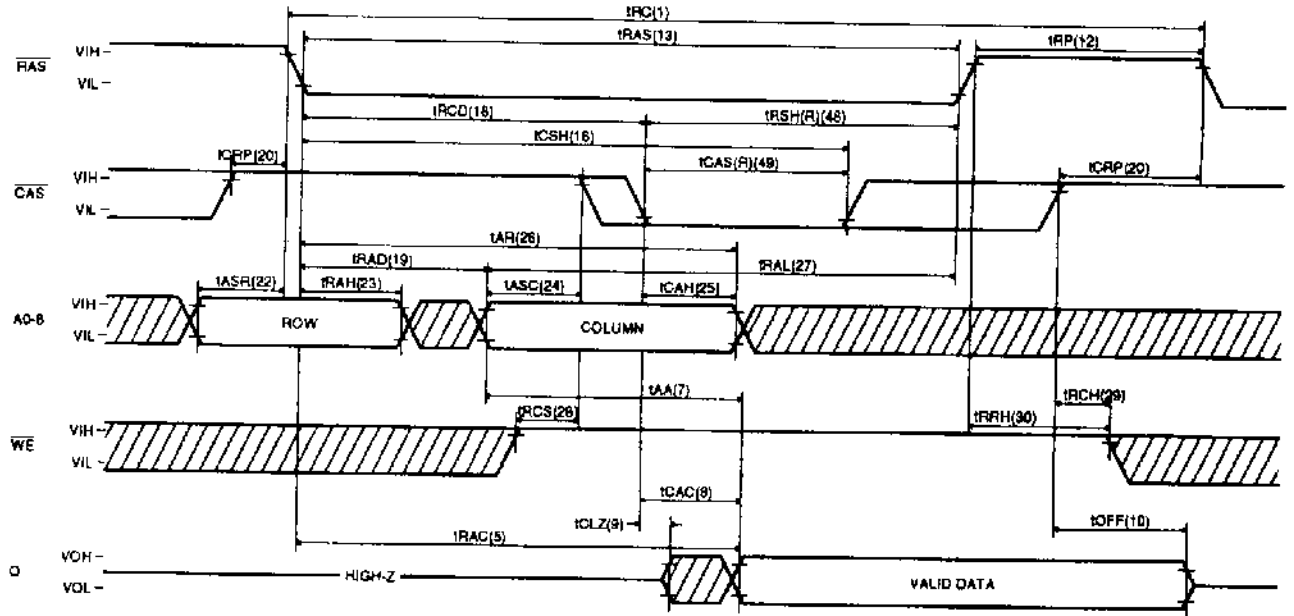 tRC(1)
tRAS(13)
tRP(12)
RAS
VIH
VIL
tRCD(18)
tRSH(R)(48)
tCSH(16)
tCRP(20)
tCAS(R)(49)
tCRP(20)
CAS
VIH
VIL
tAR(26)
tRAD(19)
tRAL(27)
tASR(22)
tRAH(23)
tASC(24)
tCAH(25)
A0-8
VIH
VIL
ROW
COLUMN
tAA(7)
tRCS(28)
tRCH(29)
tRRH(30)
WE
VIH
VIL
tCAC(8)
tCLZ(9)
tOFF(10)
tRAC(5)
Q
VOH
VOL
HIGH-Z
VALID DATA